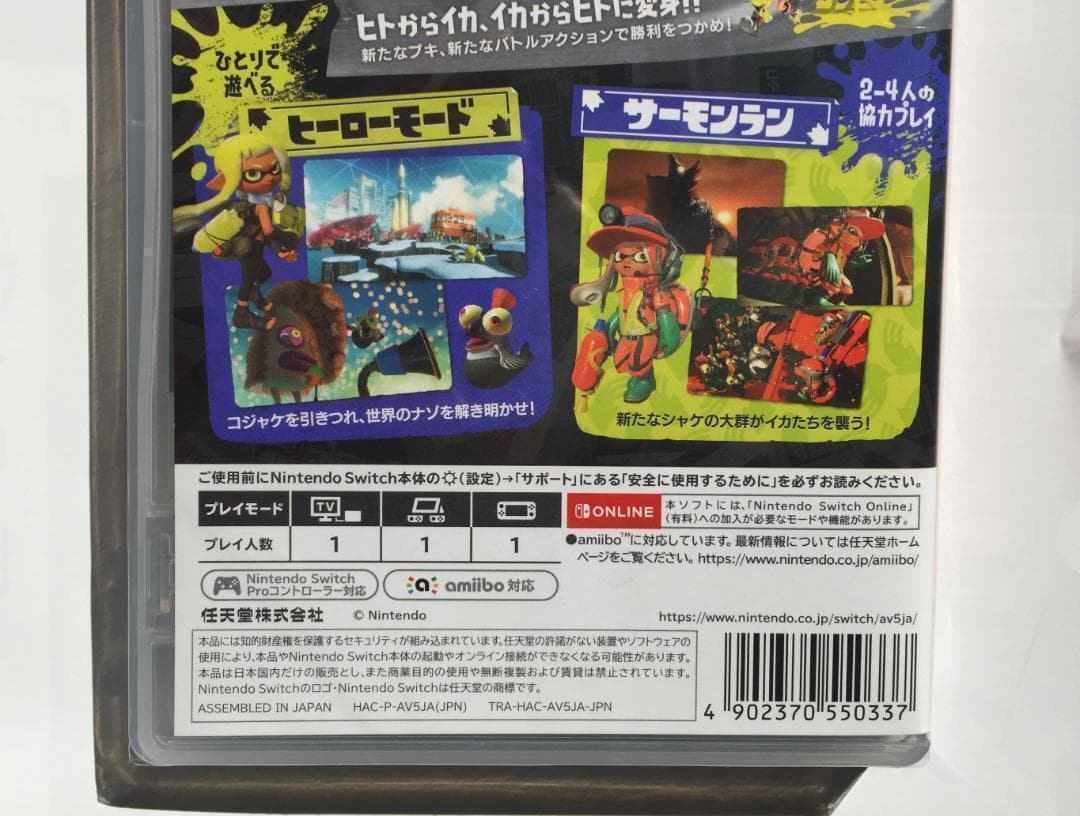 ヒトからイカ、イカからヒトに変身!!
新たなブキ、新たなバトルアクションで勝利をつかめ!
ひとりで
遊べる
ヒーローモード
コジャケを引きつれ、世界のナゾを解き明かせ!
2-4人の
協力プレイ
サーモンラン
新たなシャケの大群がイカたちを襲う!
ご使用前にNintendo Switch本体の(設定)→「サポート」にある「安全に使用するために」を必ずお読みください。
プレイモード TV
プレイ人数 1 1 1
ONLINE
本ソフトには、「Nintendo Switch Online」
(有料)への加入が必要なモードや機能があります。
●amiibo™に対応しています。最新情報については任天堂ホーム
ページをご覧ください。https://www.nintendo.co.jp/amiibo/
Nintendo Switch
Proコントローラー対応
amiibo 対応
任天堂株式会社 © Nintendo
https://www.nintendo.co.jp/switch/av5ja/
本品には知的財産権を保護するセキュリティが組み込まれています。任天堂の許諾がない装置やソフトウェアの
使用により、本品やNintendo Switch本体の起動やオンライン接続ができなくなる可能性があります。
本品は日本国内だけの販売とし、また商業目的の使用や無断複製および賃貸は禁止されています。
Nintendo Switchのロゴ・Nintendo Switchは任天堂の商標です。
ASSEMBLED IN JAPAN HAC-P-AV5JA(JPN) TRA-HAC-AV5JA-JPN
4 902370 550337